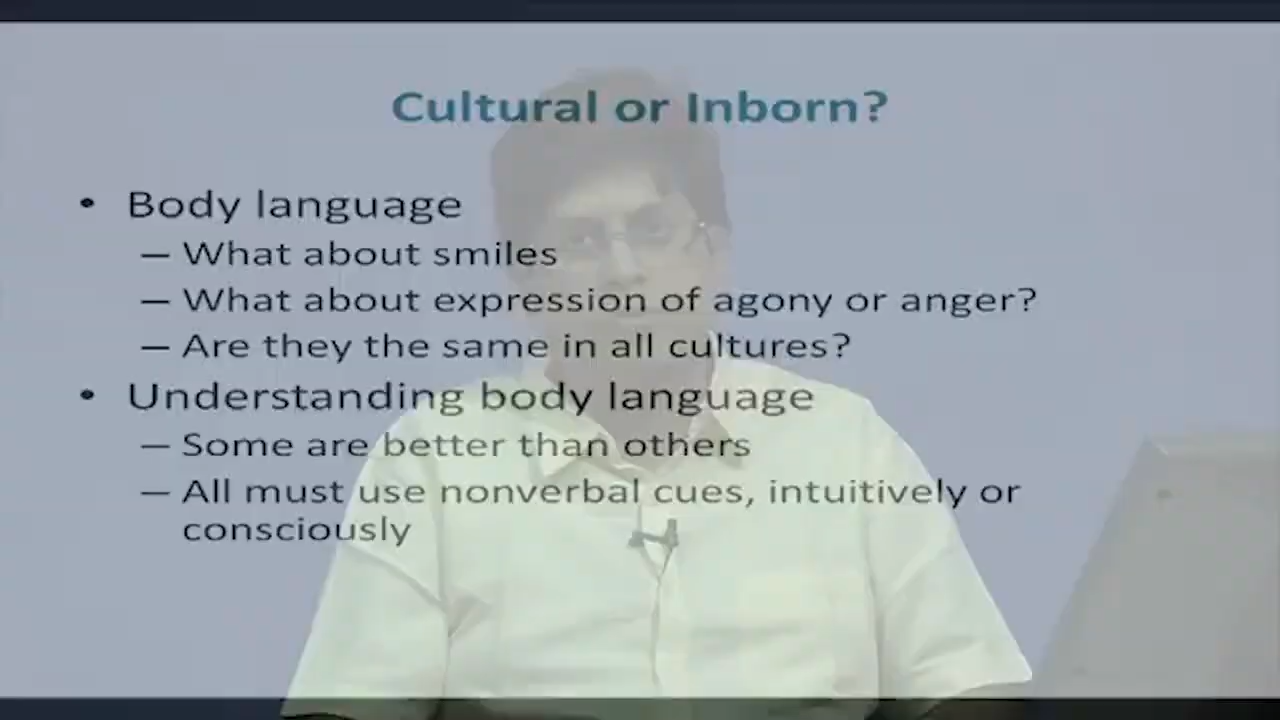 Cultural or Inborn?
• Body language
– What about smiles
– What about expression of agony or anger?
– Are they the same in all cultures?
• Understanding body language
– Some are better than others
– All must use nonverbal cues, intuitively or
consciously